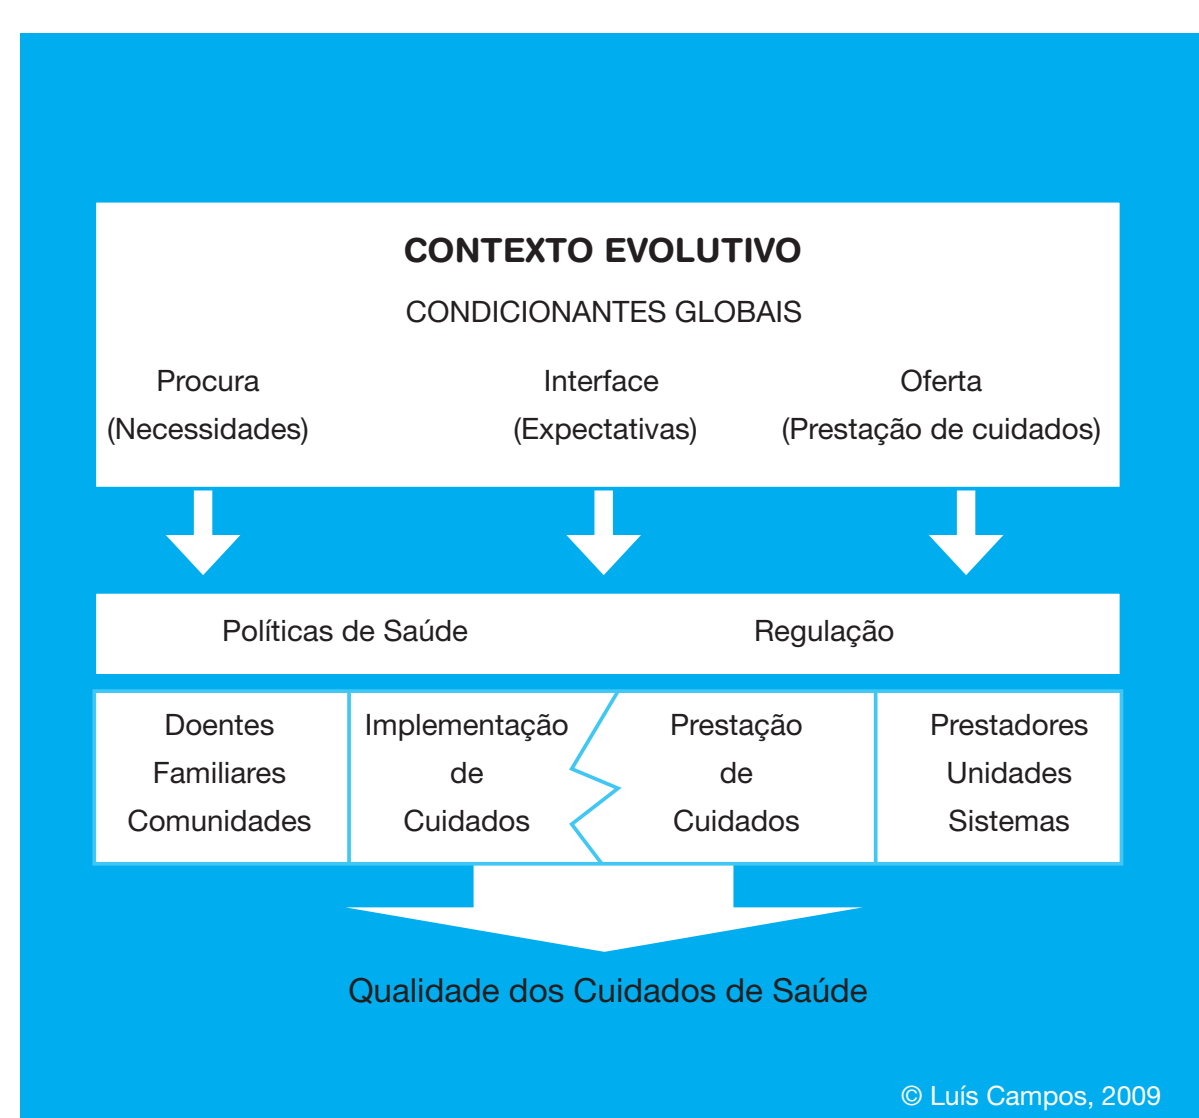 CONTEXTO EVOLUTIVO
CONDICIONANTES GLOBAIS
Procura
(Necessidades)
Interface
(Expectativas)
Oferta
(Prestação de cuidados)
Políticas de Saúde
Regulação
Doentes
Familiares
Comunidades
Implementação
de
Cuidados
Prestação
de
Cuidados
Prestadores
Unidades
Sistemas
Qualidade dos Cuidados de Saúde
© Luís Campos, 2009